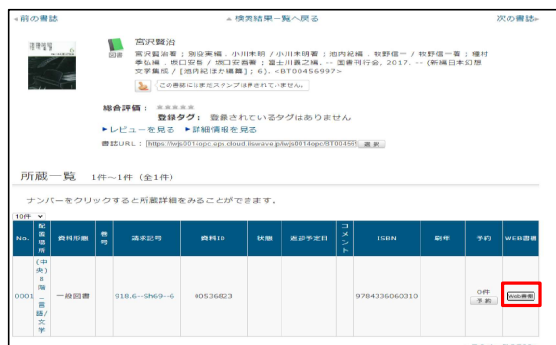 «前の書誌
検索結果一覧へ戻る
次の書誌»
図書
宮沢賢治
宮沢賢治著 ; 別役実編 . 小川未明 / 小川未明著 ; 池内紀編 . 牧野信一 / 牧野信一著 ; 種村
季弘編 . 坂口安吾 / 坂口安吾著 ; 富士川義之編. -- 国書刊行会, 2017. -- (新編日本幻想
文学集成 / [池内紀ほか編纂] ; 6). <BT00456997>
この書誌にはまだスタンプは押されていません。
総合評価:
登録タグ: 登録されているタグはありません
▶レビューを見る ▶詳細情報を見る
書誌URL:
選択
所蔵一覧 1件～1件 (全1件)
ナンバーをクリックすると所蔵詳細をみることができます。
10件
No. 配置場所 資料形態 巻号 請求記号 資料ID 状態 返却予定日 コメント ISBN 刷年 予約 WEB書棚
0001 (中央) 8階_言語/文学 一般図書 918.6--Sh69--6 40536823 9784336060310 0件 予約 Web書棚